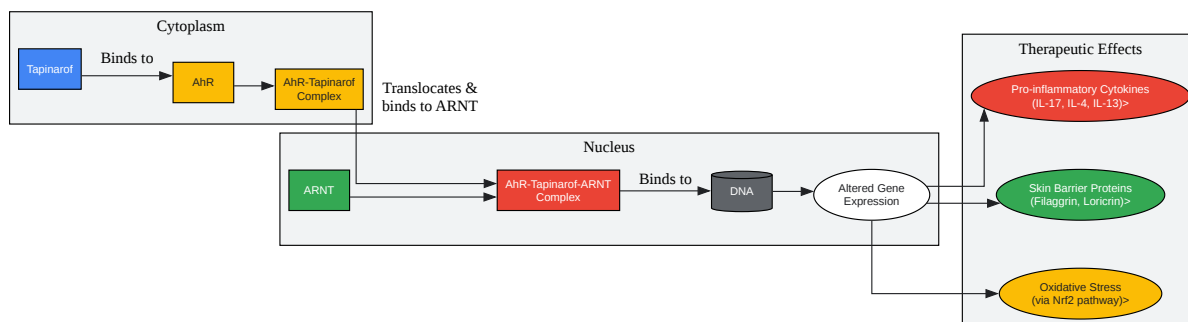 Cytoplasm
Tapinarof
Binds to
AhR
AhR-Tapinarof
Complex
Translocates &
binds to ARNT
Nucleus
ARNT
AhR-Tapinarof-ARNT
Complex
Binds to
DNA
Altered Gene
Expression
Therapeutic Effects
Pro-inflammatory Cytokines
(IL-17, IL-4, IL-13)>
Skin Barrier Proteins
(Filaggrin, Loricrin)>
Oxidative Stress
(via Nrf2 pathway)>